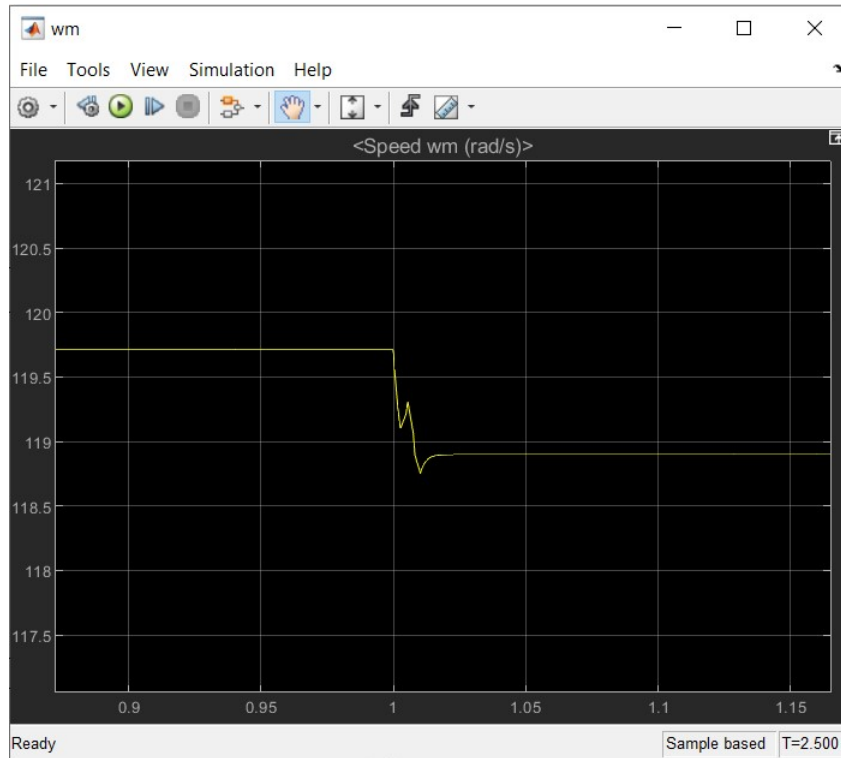 wm
File Tools View Simulation Help
<Speed wm (rad/s)>
121
120.5
120
119.5
119
118.5
118
117.5
0.9 0.95 1 1.05 1.1 1.15
Ready Sample based T=2.500